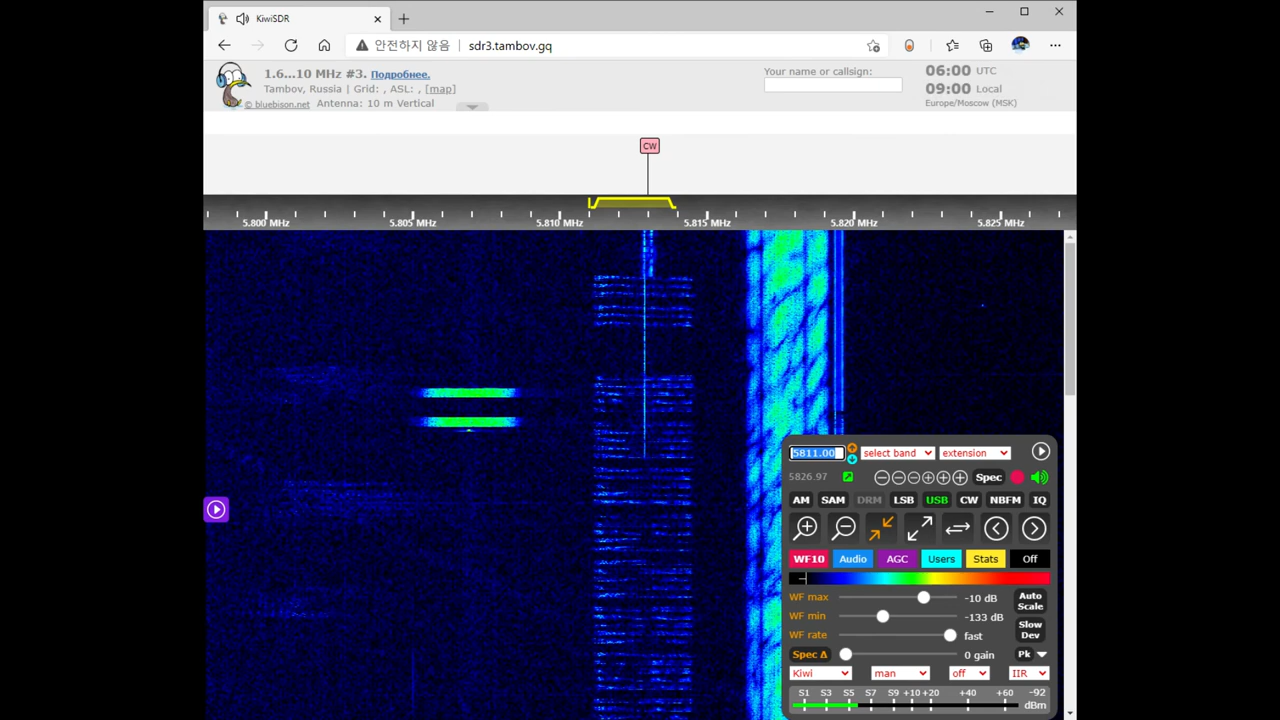 KiwiSDR
안전하지 않음
sdr3.tambov.gq
1.6...10 MHz #3. Подробнее.
Tambov, Russia | Grid: , ASL: , [map]
© bluebison.net Antenna: 10 m Vertical
Your name or callsign:
06:00 UTC
09:00 Local
Europe/Moscow (MSK)
CW
5.800 MHz 5.805 MHz 5.810 MHz 5.815 MHz 5.820 MHz 5.825 MHz
5811.00 select band extension
5826.97 Spec
AM SAM DRM LSB USB CW NBFM IQ
WF10 Audio AGC Users Stats Off
WF max -10 dB Auto Scale
WF min -133 dB
WF rate fast Slow Dev
Spec Δ 0 gain Pk
Kiwi man off IIR
S1 S3 S5 S7 S9 +10 +20 +40 +60 -92
dBm